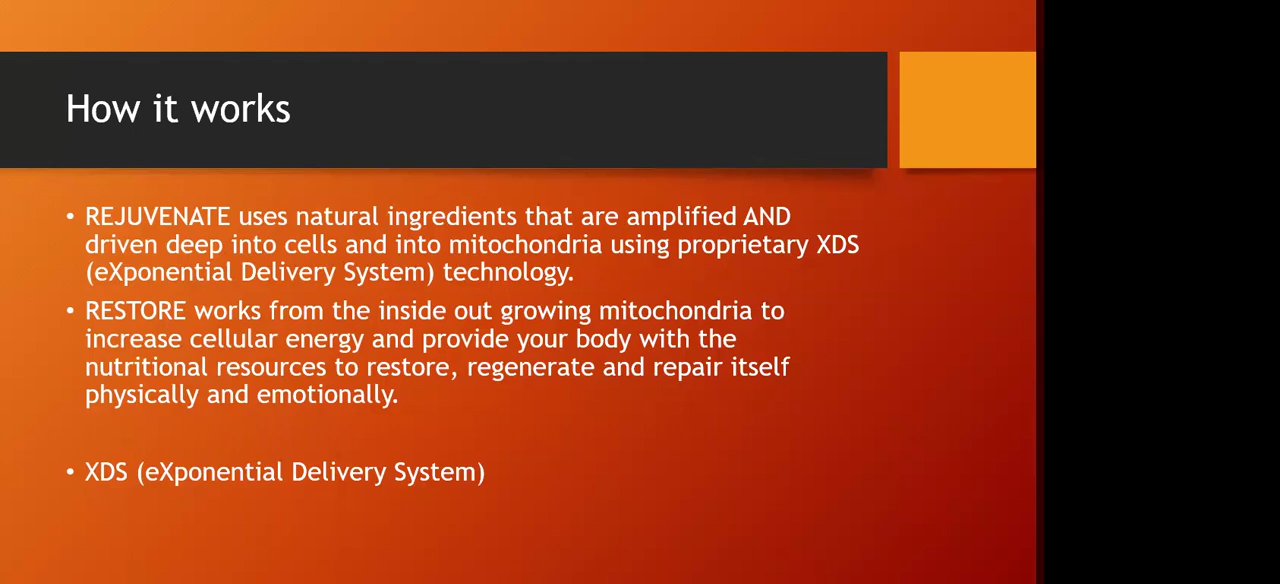 How it works
• REJUVENATE uses natural ingredients that are amplified AND
driven deep into cells and into mitochondria using proprietary XDS
(eXponential Delivery System) technology.
• RESTORE works from the inside out growing mitochondria to
increase cellular energy and provide your body with the
nutritional resources to restore, regenerate and repair itself
physically and emotionally.
• XDS (eXponential Delivery System)